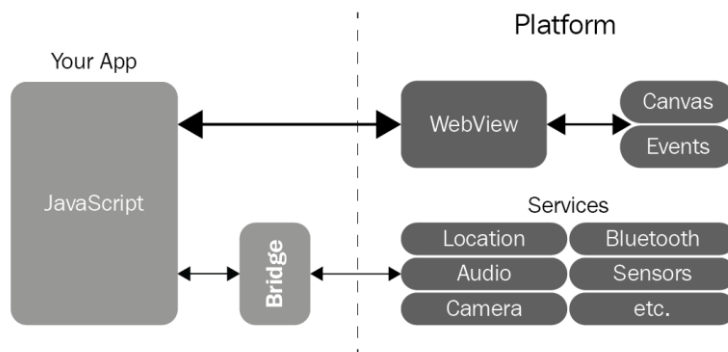 Platform
Your App
JavaScript
WebView
Canvas
Events
Bridge
Services
Location
Bluetooth
Audio
Sensors
Camera
etc.